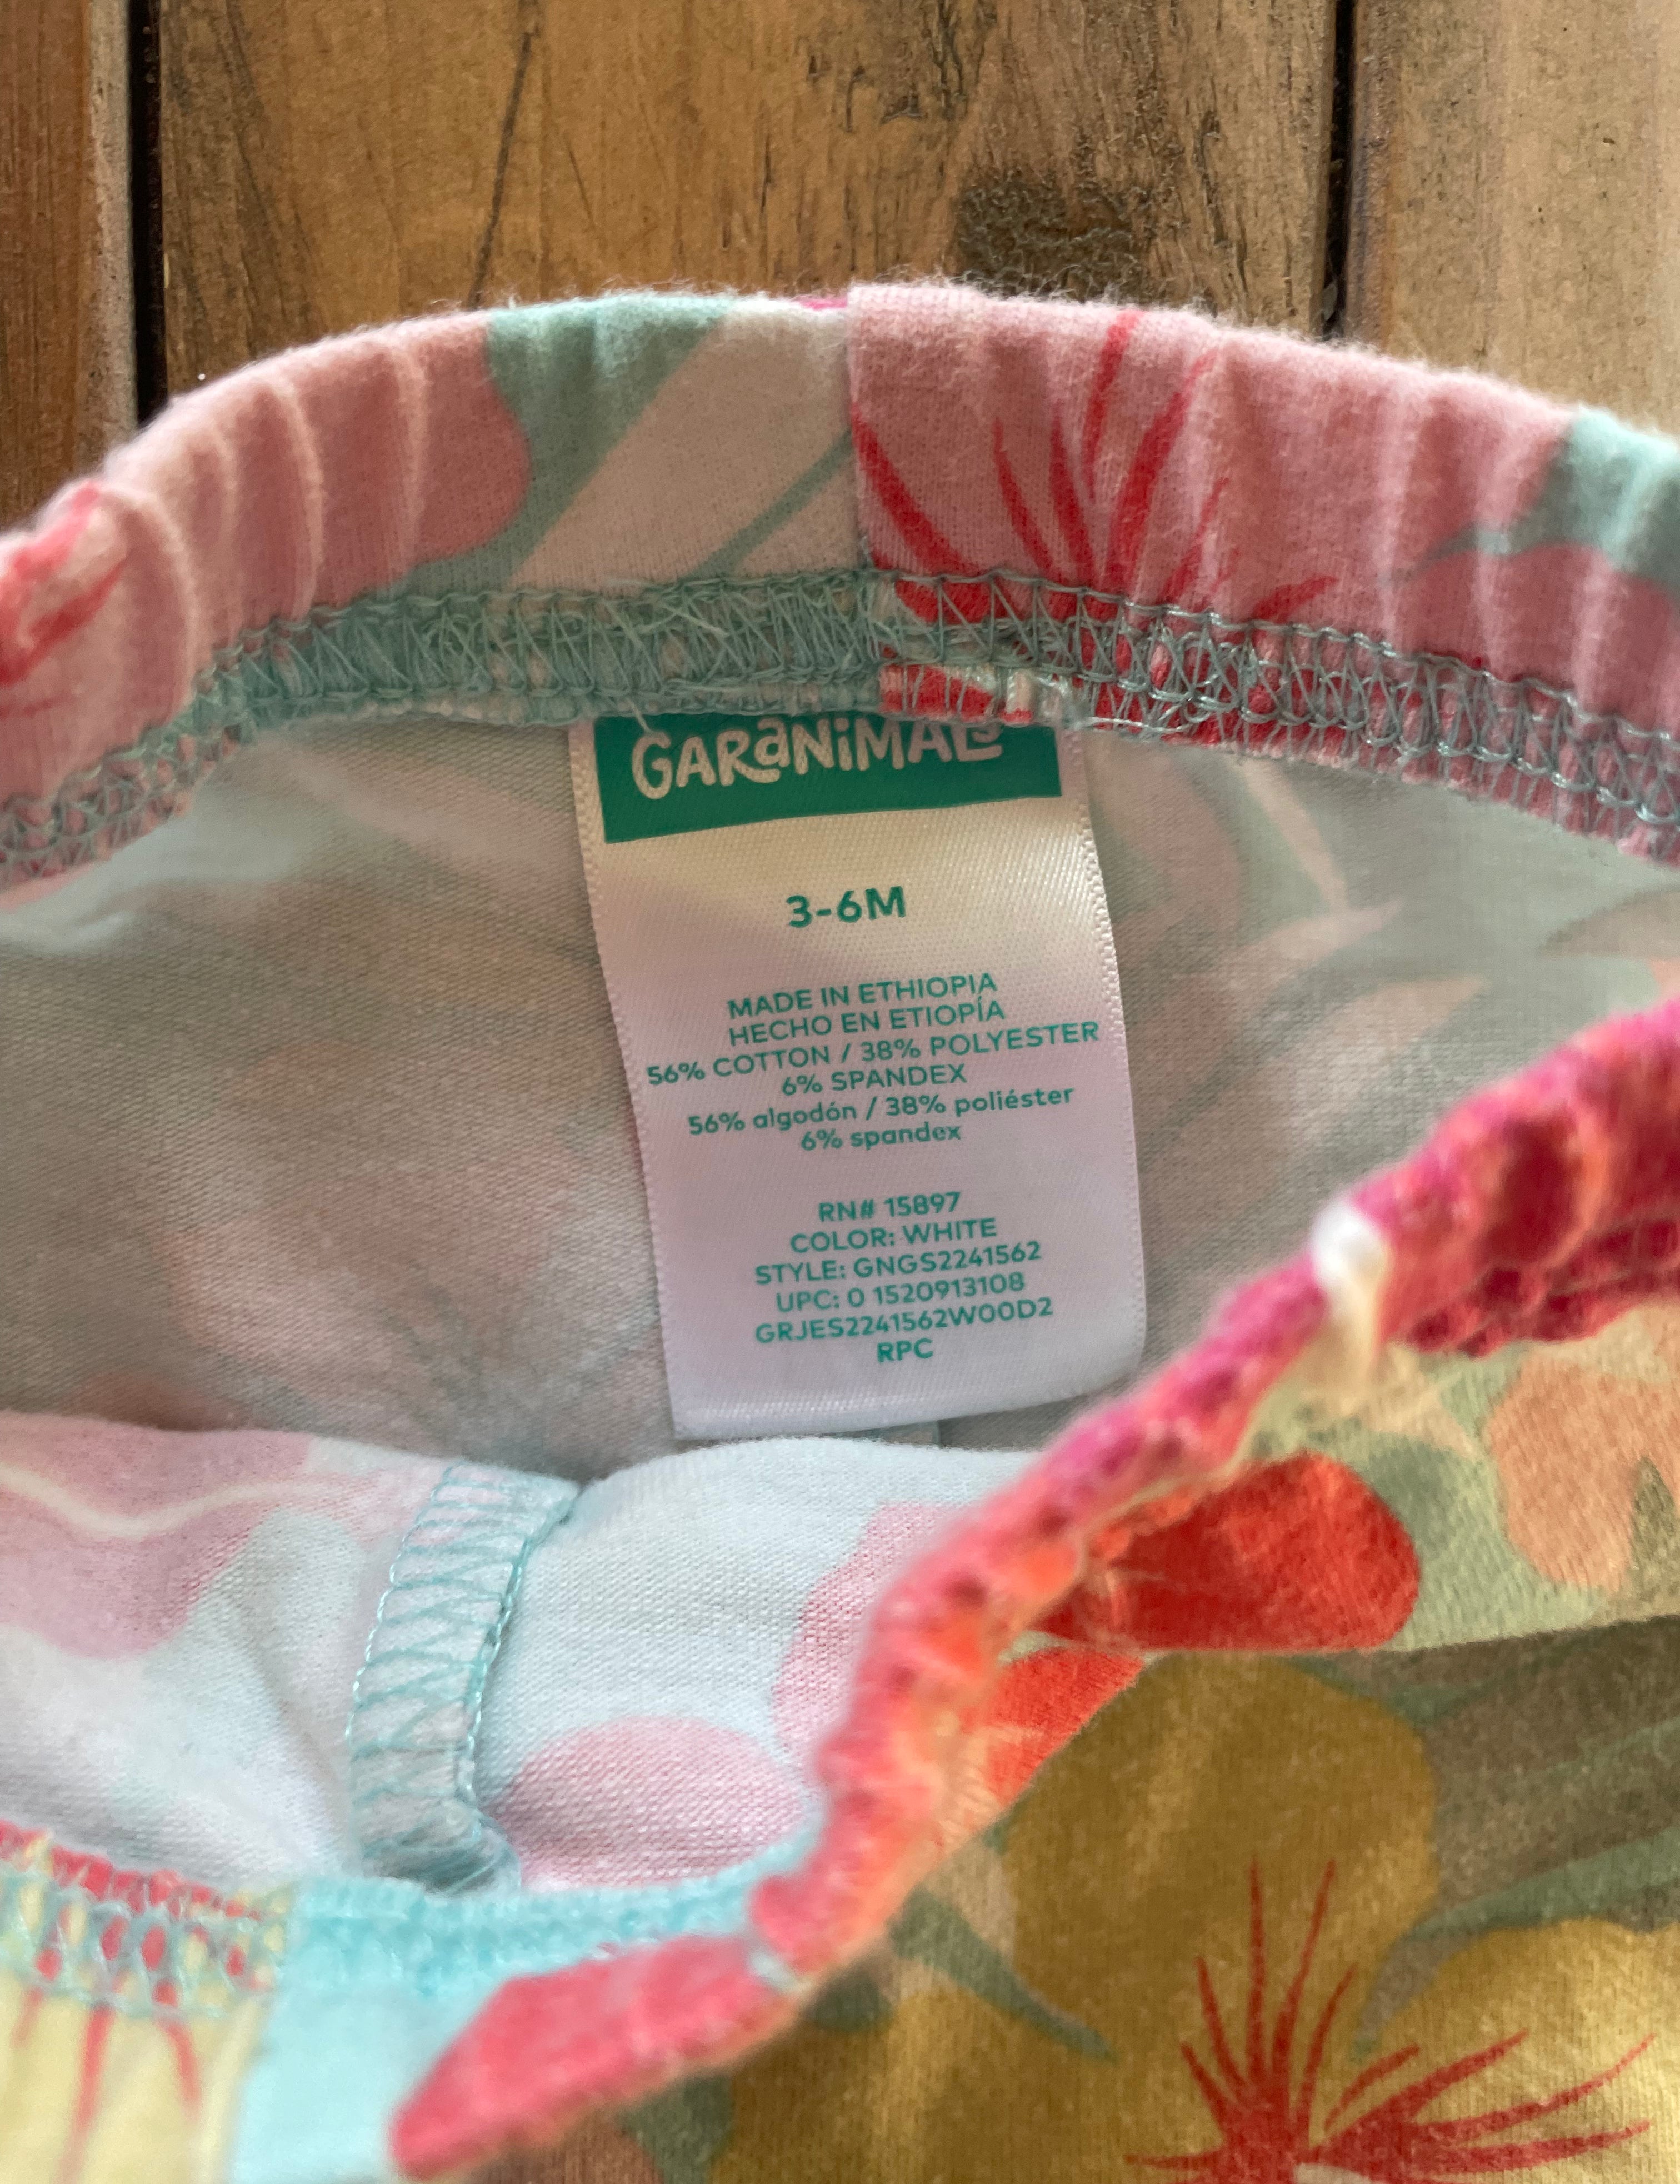 GARANIMALS
3-6M
MADE IN ETHIOPIA
HECHO EN ETIOPÍA
56% COTTON / 38% POLYESTER
6% SPANDEX
56% algodón / 38% poliéster
6% spandex
RN# 15897
COLOR: WHITE
STYLE: GNGS2241562
UPC: 0 1520913108
GRJES2241562W00D2
RPC